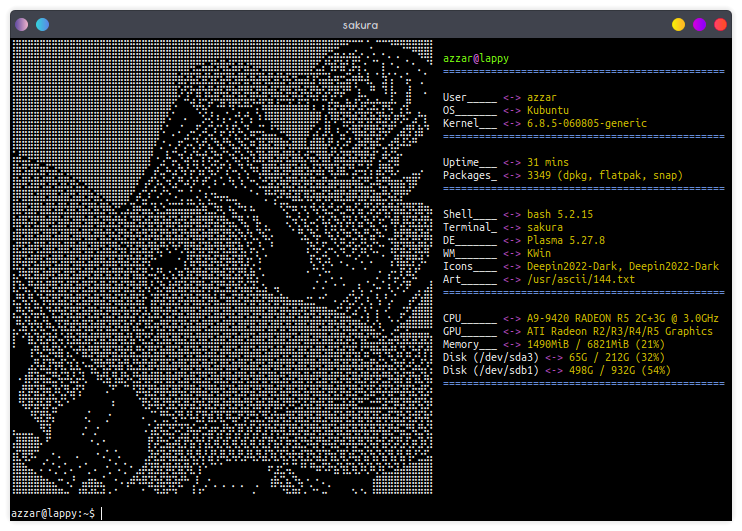 sakura
azzar@lappy
===============================================
User_____ <-> azzar
OS_______ <-> Kubuntu
Kernel___ <-> 6.8.5-060805-generic
===============================================
Uptime___ <-> 31 mins
Packages_ <-> 3349 (dpkg, flatpak, snap)
===============================================
Shell____ <-> bash 5.2.15
Terminal_ <-> sakura
DE_______ <-> Plasma 5.27.8
WM_______ <-> KWin
Icons____ <-> Deepin2022-Dark, Deepin2022-Dark
Art______ <-> /usr/ascii/144.txt
===============================================
CPU______ <-> A9-9420 RADEON R5 2C+3G @ 3.0GHz
GPU______ <-> ATI Radeon R2/R3/R4/R5 Graphics
Memory___ <-> 1490MiB / 6821MiB (21%)
Disk (/dev/sda3) <-> 65G / 212G (32%)
Disk (/dev/sdb1) <-> 498G / 932G (54%)
===============================================
azzar@lappy:~$